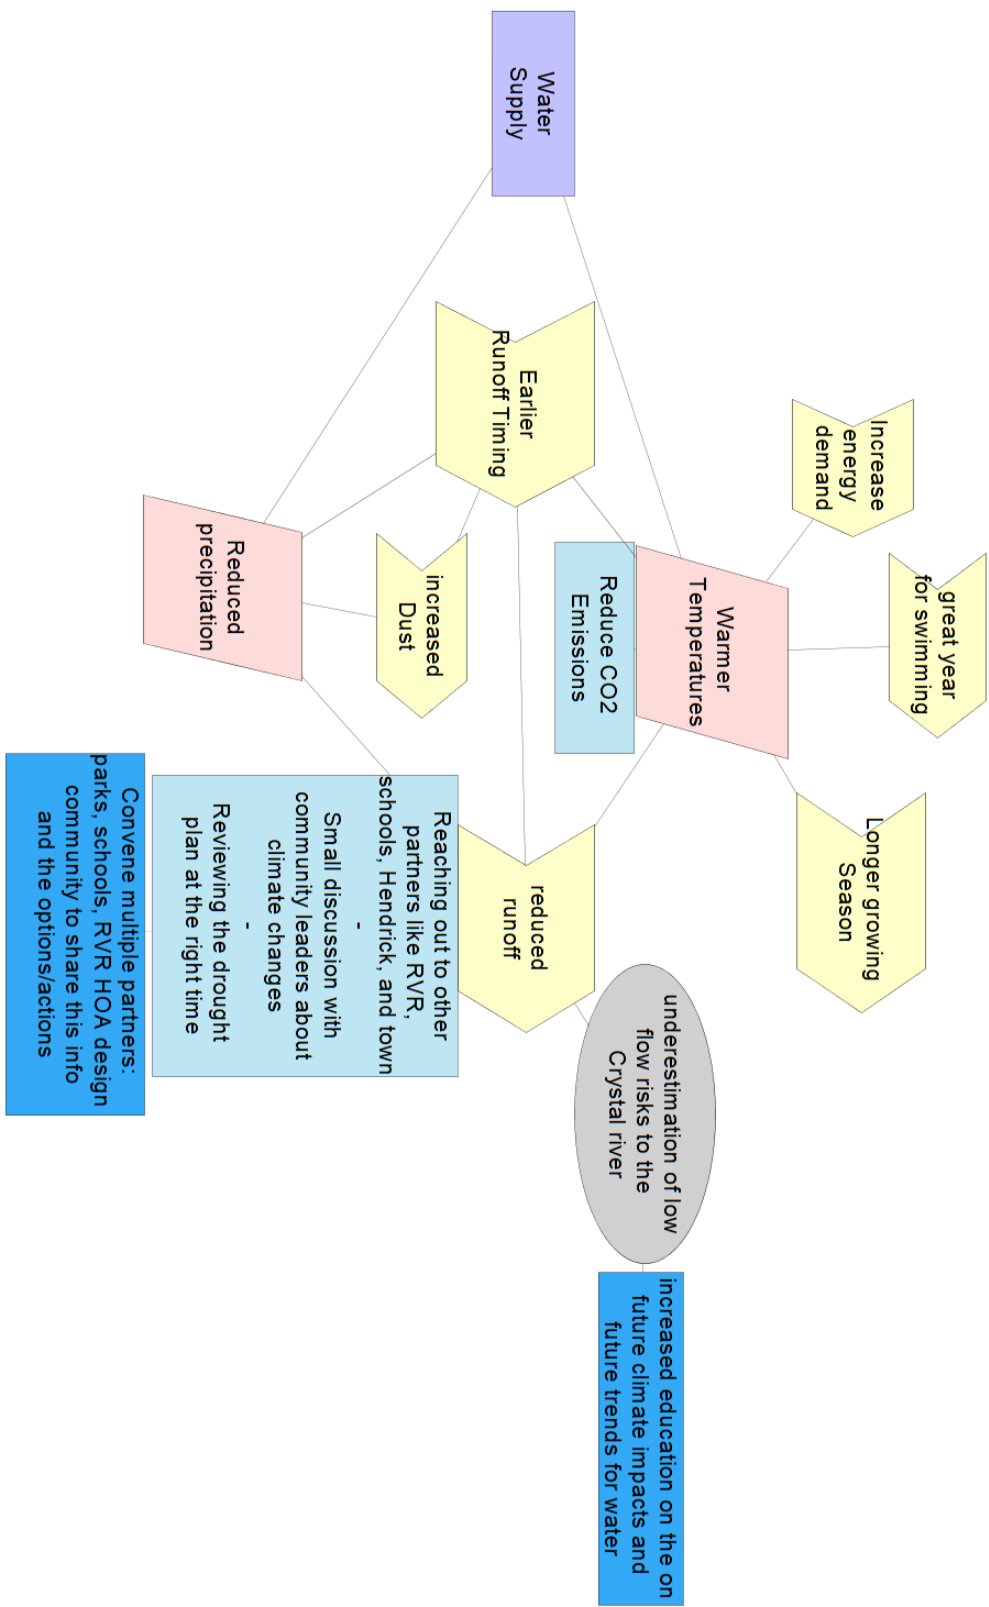 great year
for swimming
Increase
energy
demand
Longer growing
Season
Warmer
Temperatures
underestimation of low
flow risks to the
Crystal river
increased education on the on
future climate impacts and
future trends for water
Reduce CO2
Emissions
Water
Supply
Earlier
Runoff Timing
reduced
runoff
increased
Dust
Reaching out to other
partners like RVR,
schools, Hendrick, and town
-
Small discussion with
community leaders about
climate changes
-
Reviewing the drought
plan at the right time
Reduced
precipitation
Convene multiple partners:
parks, schools, RVR HOA design
community to share this info
and the options/actions